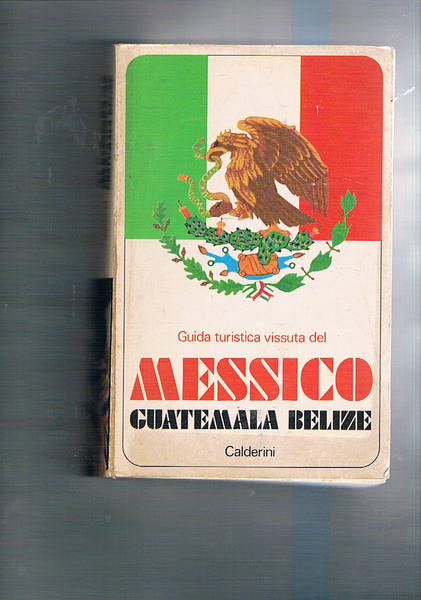 Guida turistica vissuta del
MESSICO
GUATEMALA BELIZE
Calderini